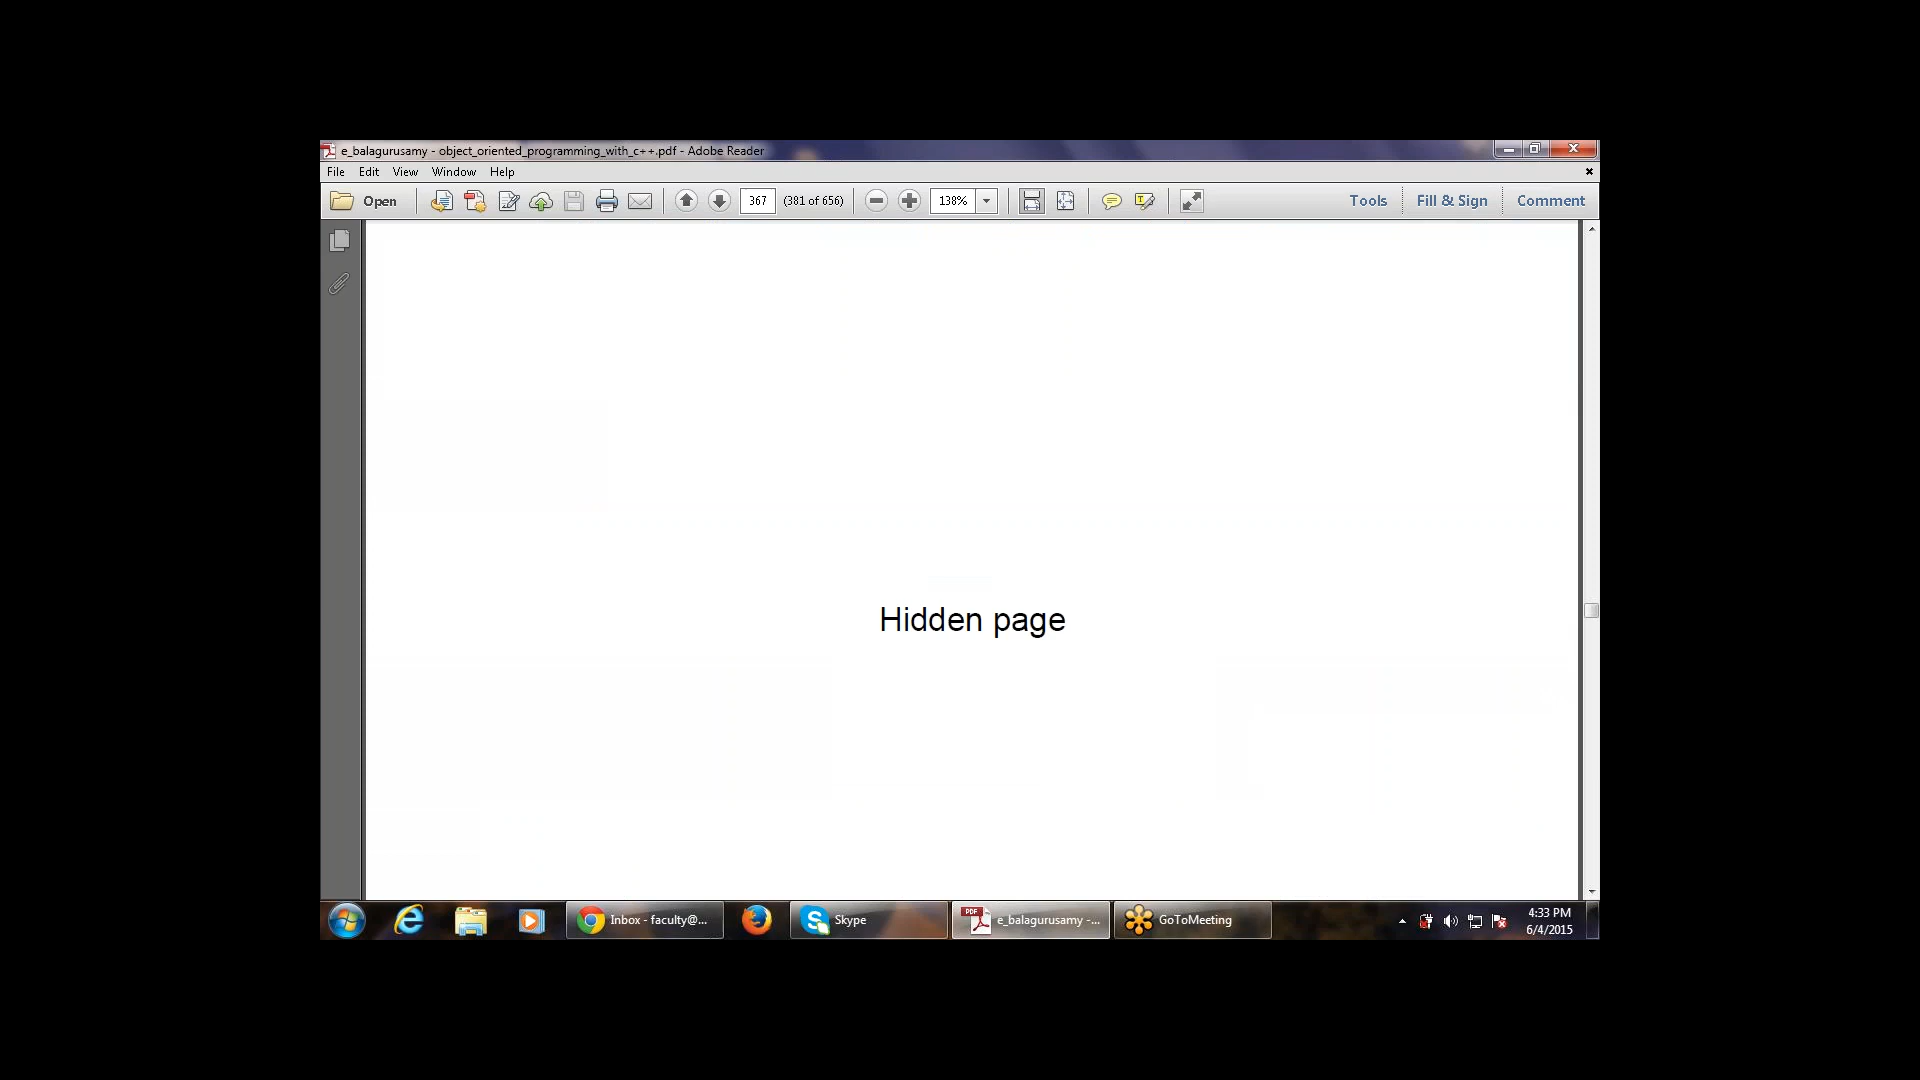 e_balagurusamy - object_oriented_programming_with_c++.pdf - Adobe Reader
File Edit View Window Help
Open 367 (381 of 656) 138% Tools Fill & Sign Comment
Hidden page
Inbox - faculty@... Skype e_balagurusamy -... GoToMeeting 4:33 PM
6/4/2015